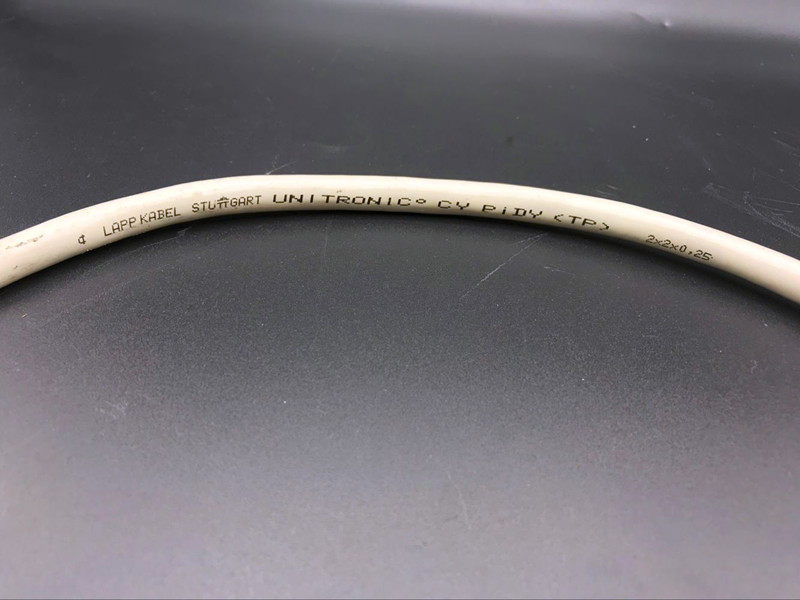 ¢ LAPP KABEL STUTTGART UNITRONIC® CY PiDY <TP> 2x2x0,25